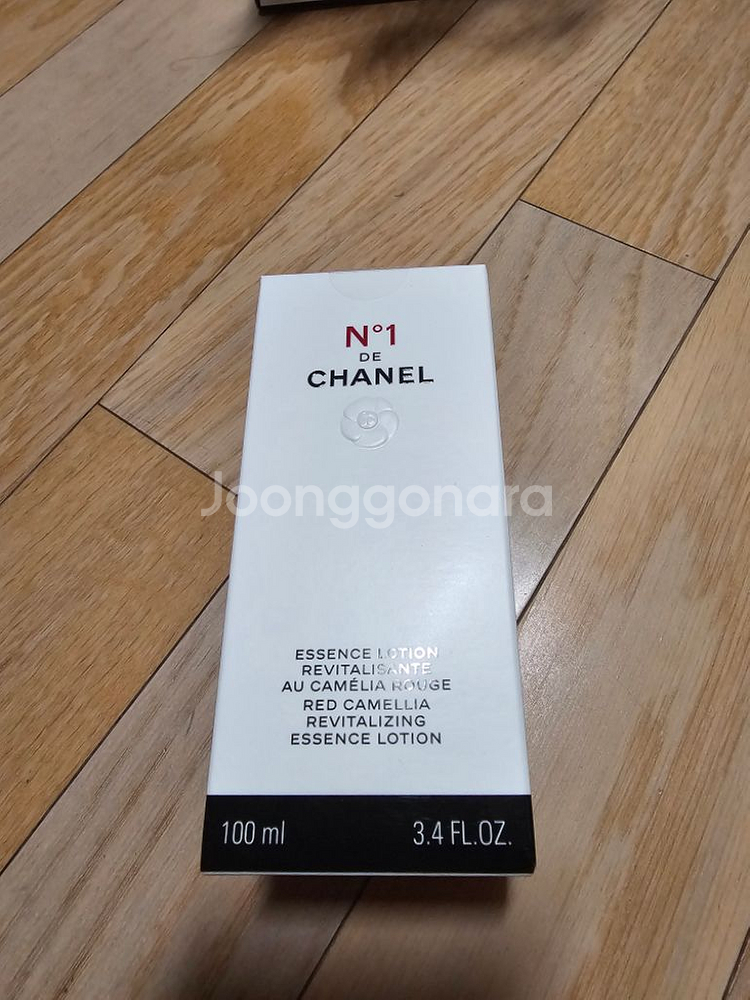 N°1
DE
CHANEL
Joonggonara
ESSENCE LOTION
REVITALISANTE
AU CAMÉLIA ROUGE
RED CAMELLIA
REVITALIZING
ESSENCE LOTION
100 ml 3.4 FL.OZ.